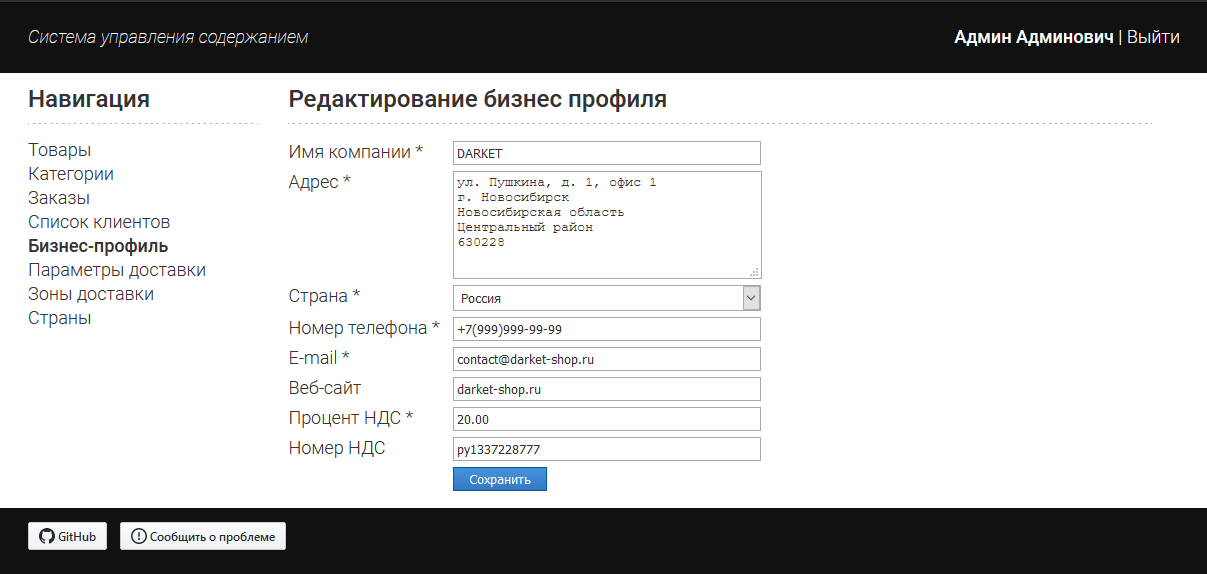 Система управления содержанием
Админ Админович | Выйти
Навигация
Товары
Категории
Заказы
Список клиентов
Бизнес-профиль
Параметры доставки
Зоны доставки
Страны
Редактирование бизнес профиля
Имя компании * DARKET
Адрес * ул. Пушкина, д. 1, офис 1
г. Новосибирск
Новосибирская область
Центральный район
630228
Страна * Россия
Номер телефона * +7(999)999-99-99
E-mail * contact@darket-shop.ru
Веб-сайт darket-shop.ru
Процент НДС * 20.00
Номер НДС py1337228777
Сохранить
GitHub Сообщить о проблеме